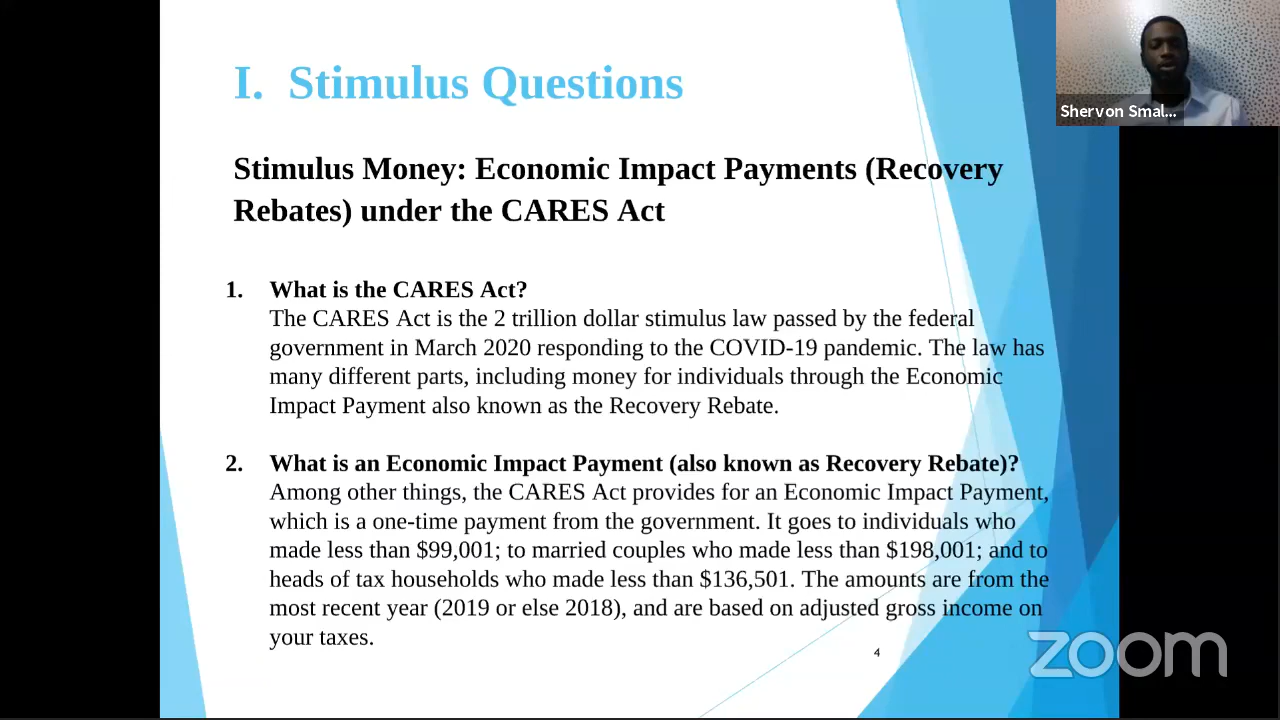 I. Stimulus Questions
Shervon Smal...
Stimulus Money: Economic Impact Payments (Recovery
Rebates) under the CARES Act
1. What is the CARES Act?
The CARES Act is the 2 trillion dollar stimulus law passed by the federal
government in March 2020 responding to the COVID-19 pandemic. The law has
many different parts, including money for individuals through the Economic
Impact Payment also known as the Recovery Rebate.
2. What is an Economic Impact Payment (also known as Recovery Rebate)?
Among other things, the CARES Act provides for an Economic Impact Payment,
which is a one-time payment from the government. It goes to individuals who
made less than $99,001; to married couples who made less than $198,001; and to
heads of tax households who made less than $136,501. The amounts are from the
most recent year (2019 or else 2018), and are based on adjusted gross income on
your taxes.
4
zoom